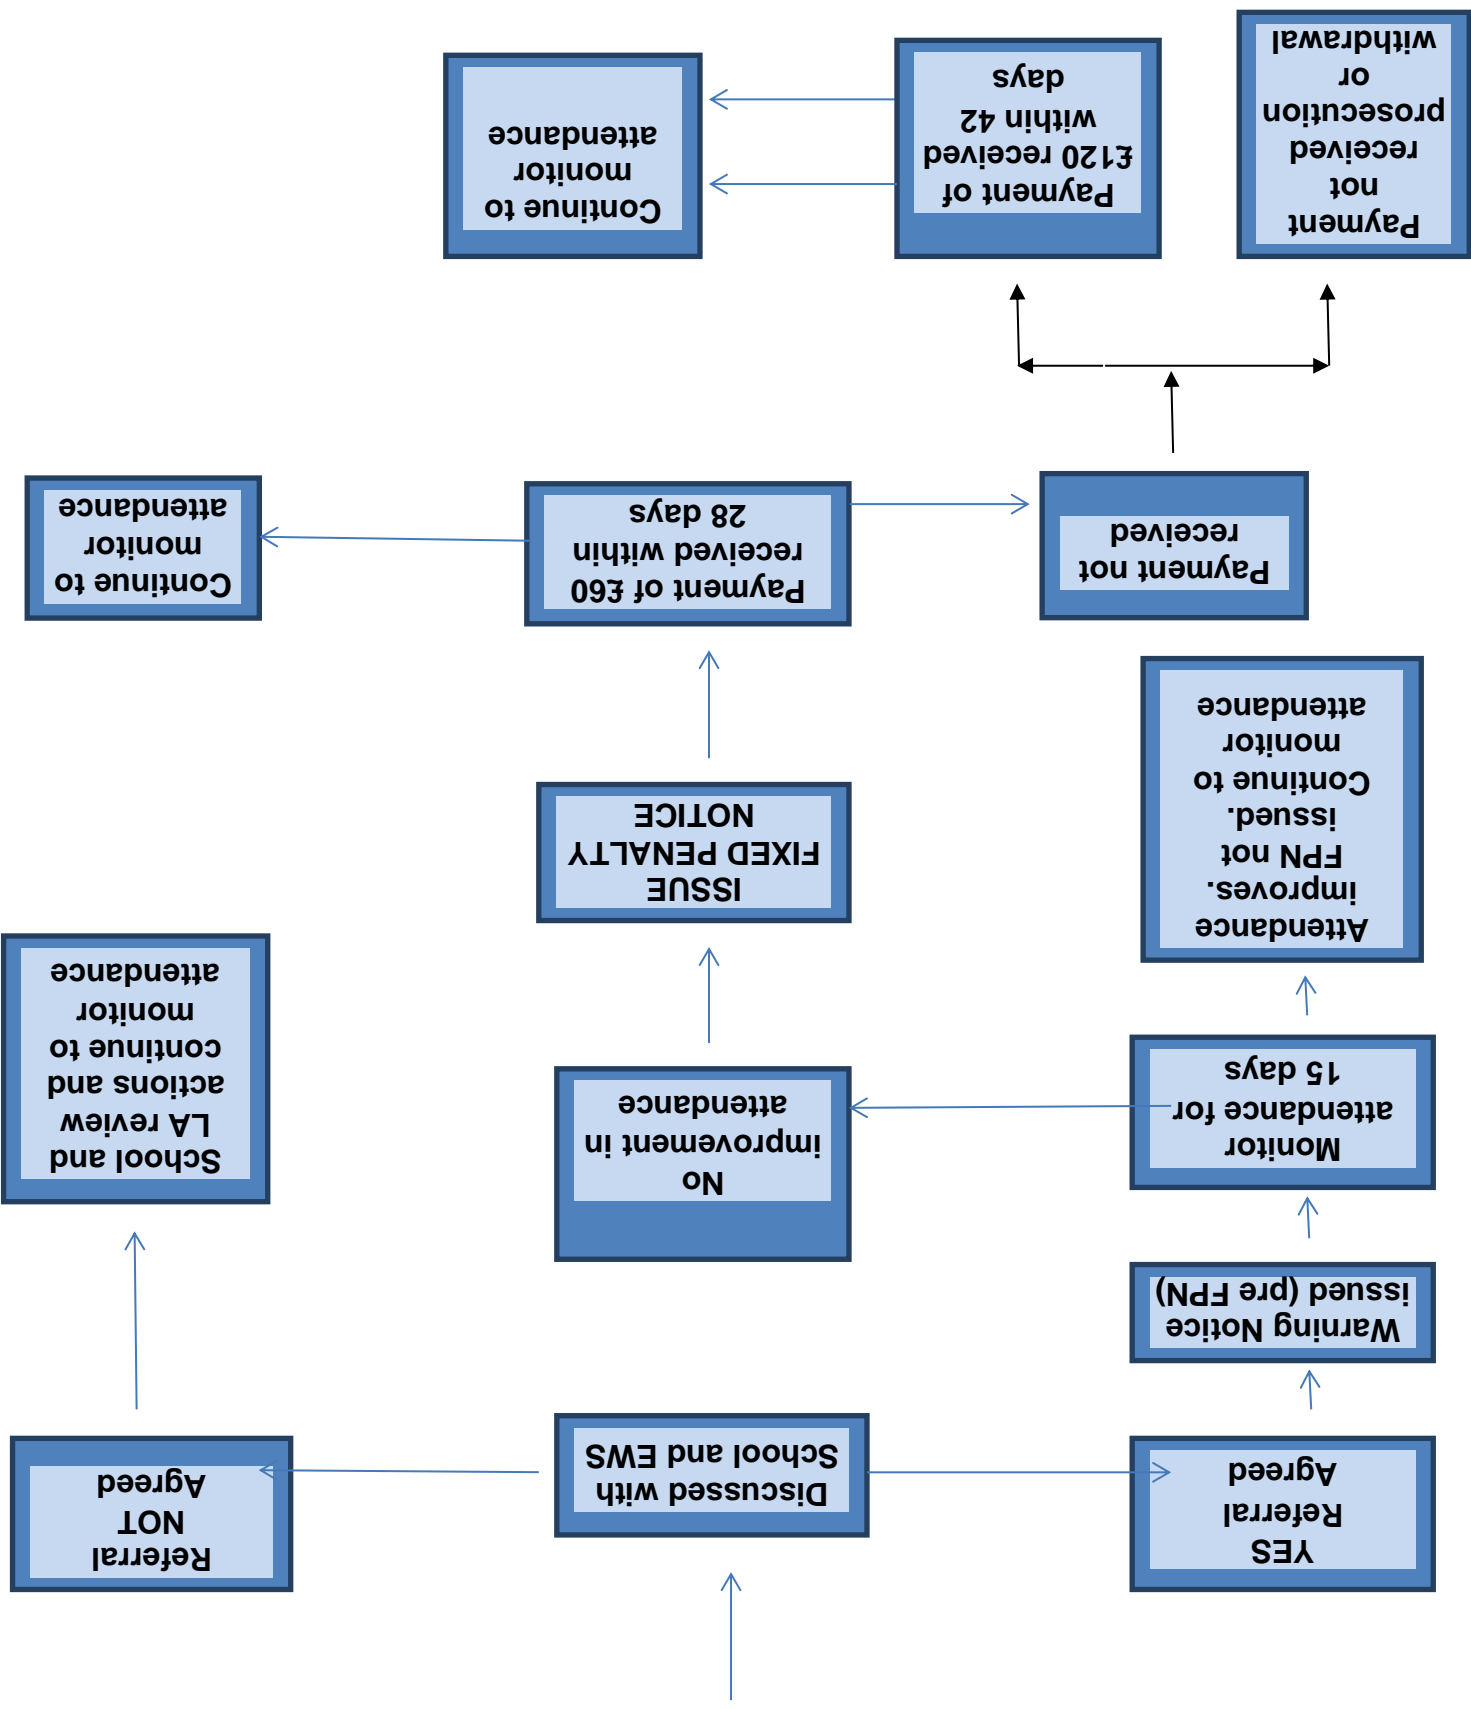 YES
Referral
Agreed
Discussed with
School and EWS
Referral
NOT
Agreed
Warning Notice
issued (pre FPN)
Monitor
attendance for
15 days
No
improvement in
attendance
School and
LA review
actions and
continue to
monitor
attendance
Attendance
improves.
FPN not
issued.
Continue to
monitor
attendance
ISSUE
FIXED PENALTY
NOTICE
Payment not
received
Payment of £60
received within
28 days
Continue to
monitor
attendance
Payment
not
received
prosecution
or
withdrawal
Payment of
£120 received
within 42
days
Continue to
monitor
attendance